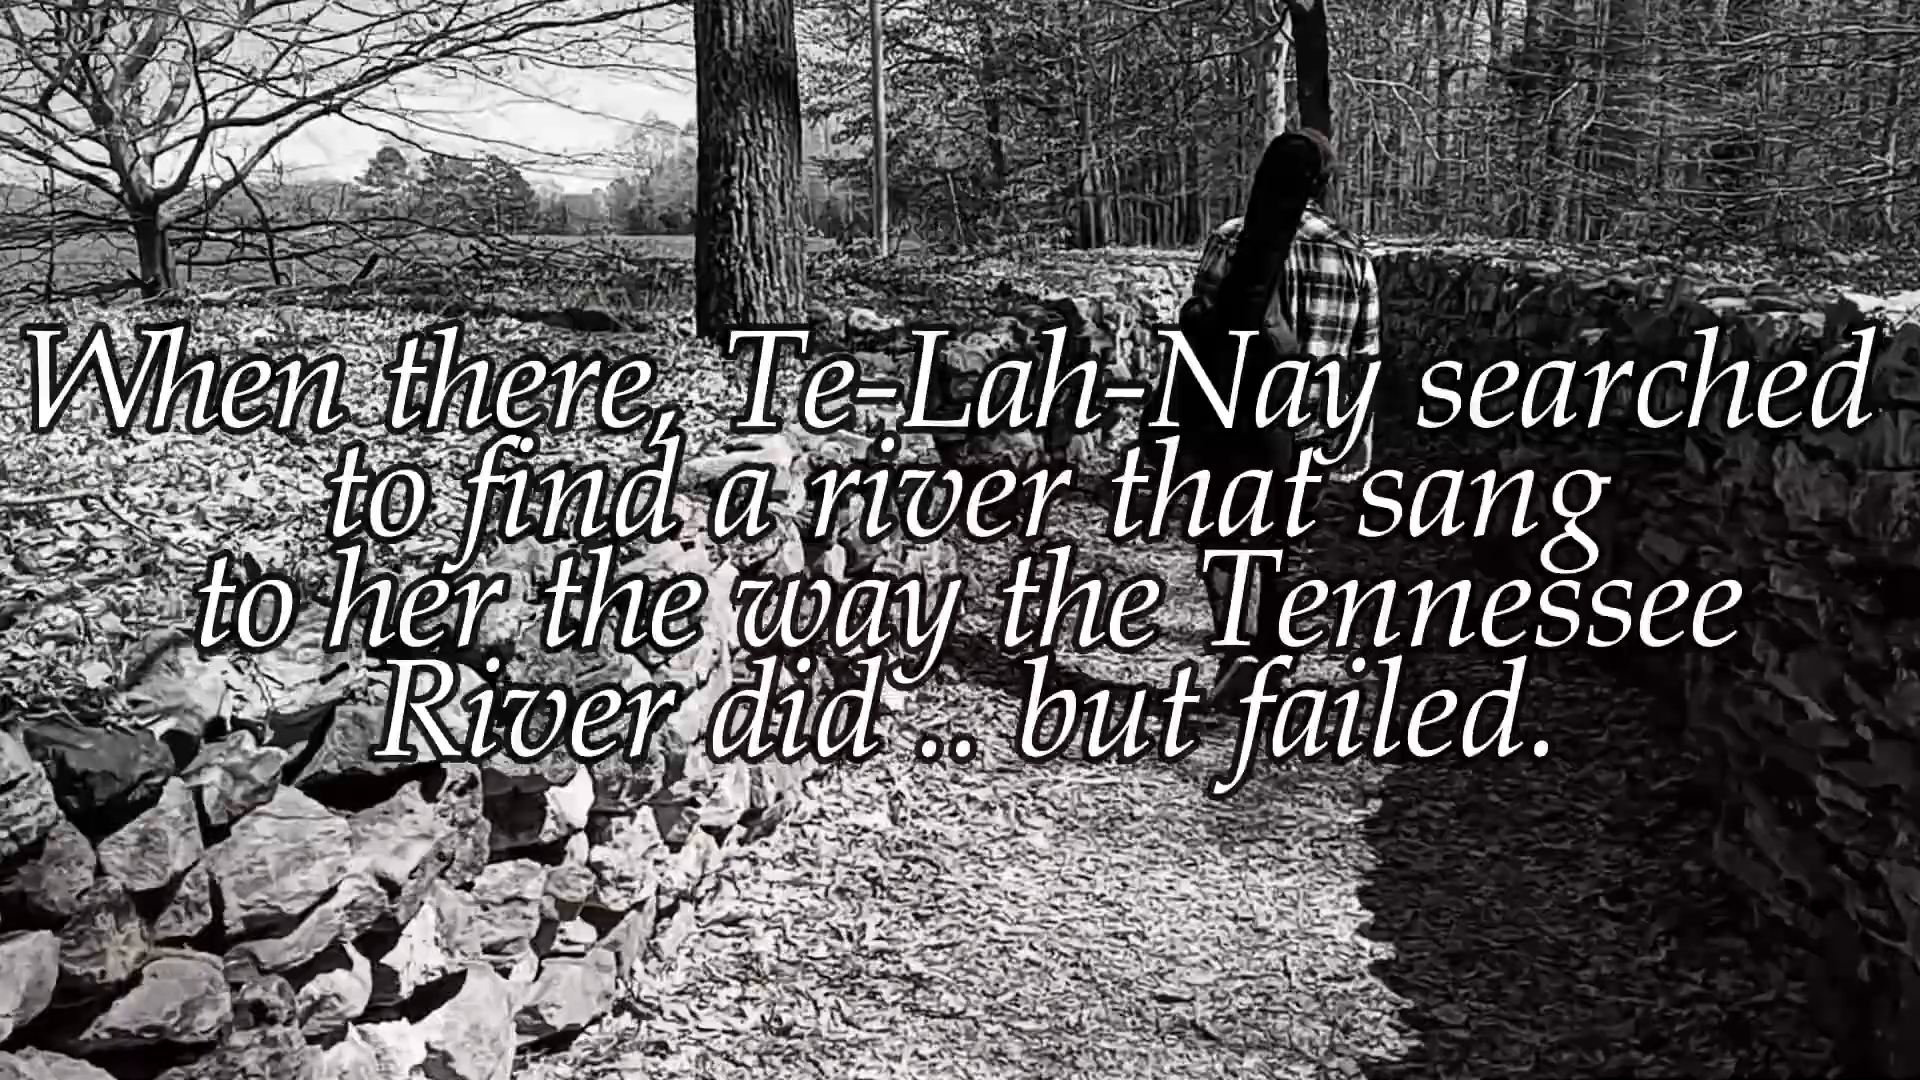 When there, Te-Lah-Nay searched
to find a river that sang
to her the way the Tennessee
River did .. but failed.